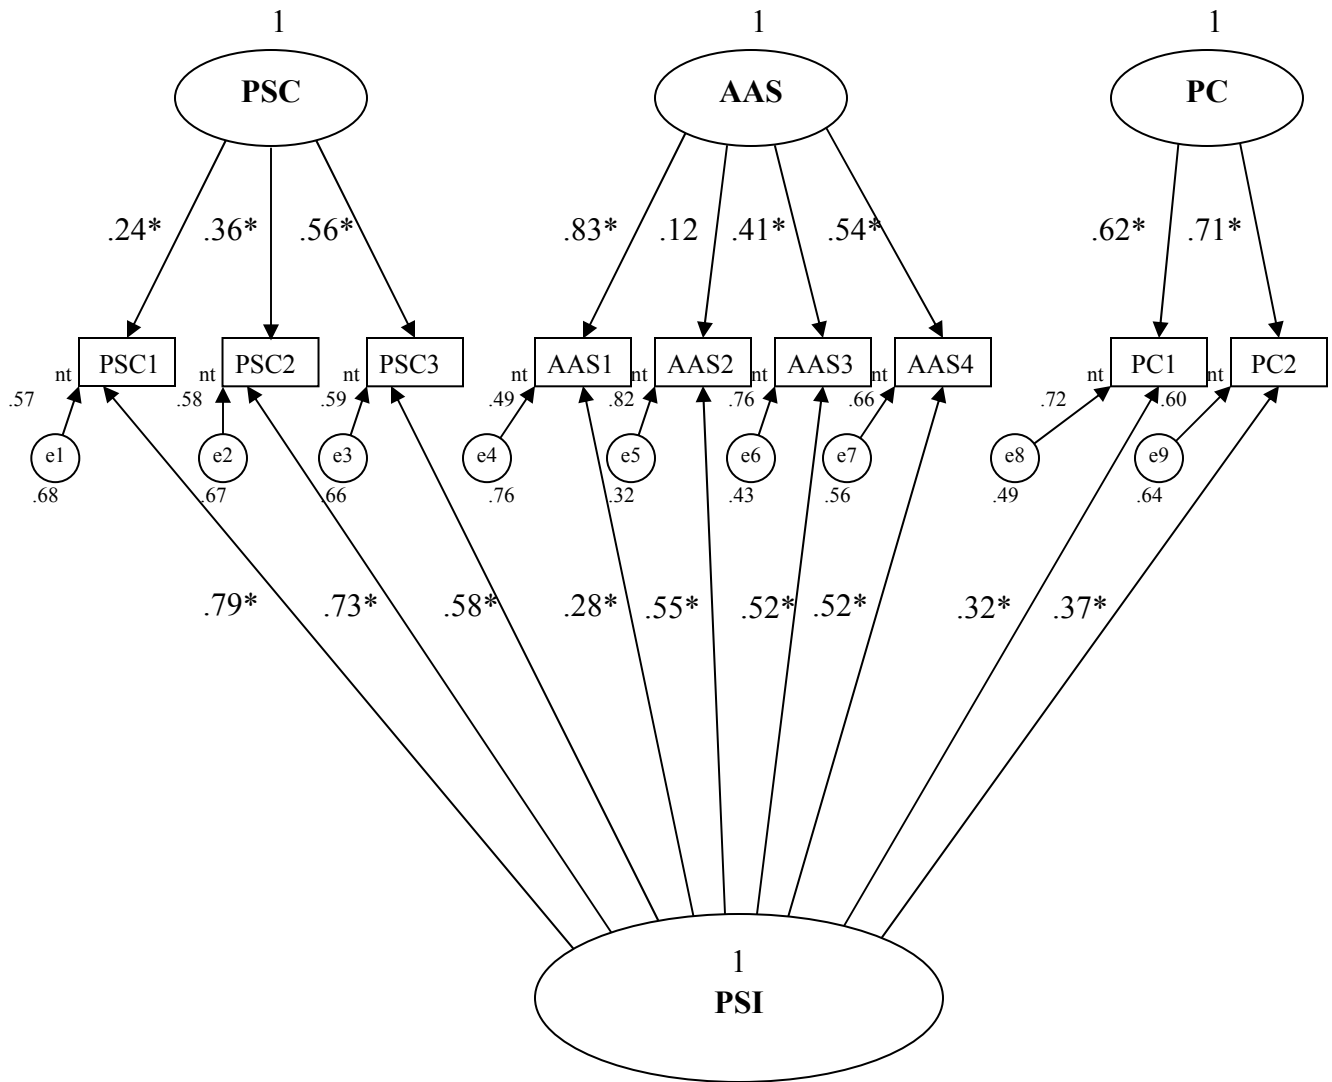 1 1 1
PSC AAS PC
.24* .36* .56* .83* .12 .41* .54* .62* .71*
PSC1 PSC2 PSC3 AAS1 AAS2 AAS3 AAS4 PC1 PC2
nt nt nt nt nt nt nt nt nt
.57 .58 .59 .49 .82 .76 .66 .72 .60
e1 e2 e3 e4 e5 e6 e7 e8 e9
.68 .67 .66 .76 .32 .43 .56 .49 .64
.79* .73* .58* .28* .55* .52* .52* .32* .37*
1
PSI